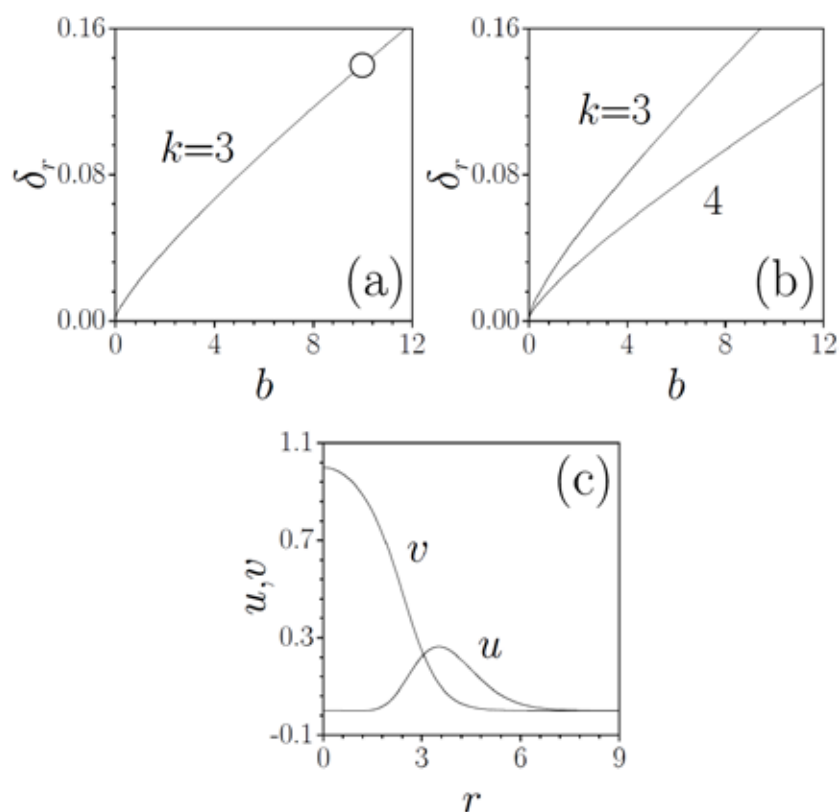 0.16
k=3
0.08
δᵣ
(a)
0.00
0 4 8 12
b
0.16
k=3
0.08
δᵣ
4
(b)
0.00
0 4 8 12
b
1.1
(c)
0.7
v
u,v
0.3
u
-0.1
0 3 6 9
r